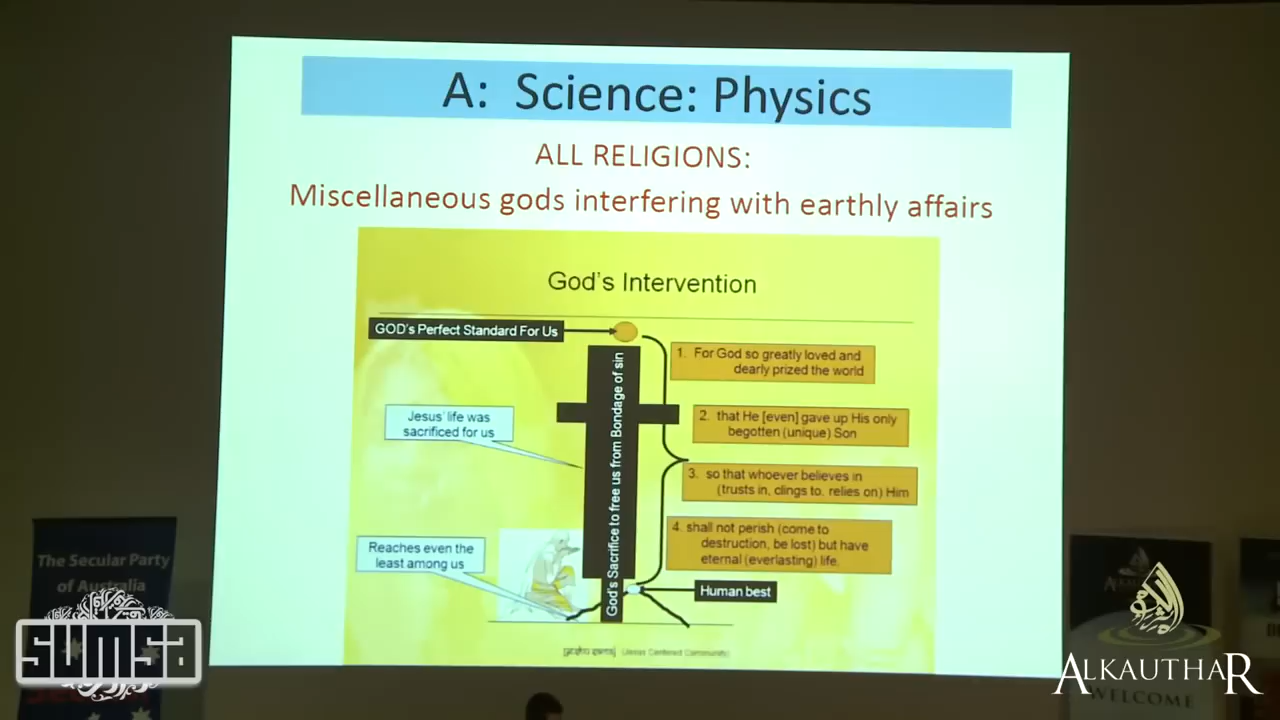 A: Science: Physics
ALL RELIGIONS:
Miscellaneous gods interfering with earthly affairs
God's Intervention
GOD's Perfect Standard For Us
1. For God so greatly loved and
dearly prized the world
Jesus' life was
sacrificed for us
God's Sacrifice to free us from Bondage of sin
2. that He [even] gave up His only
begotten (unique) Son
3. so that whoever believes in
(trusts in, clings to, relies on) Him
4. shall not perish (come to
destruction, be lost) but have
eternal (everlasting) life.
Reaches even the
least among us
Human best
(Jesus Centered Community)
The Secular Party
of Australia
sumsa
ALKAUTHAR
WELCOME